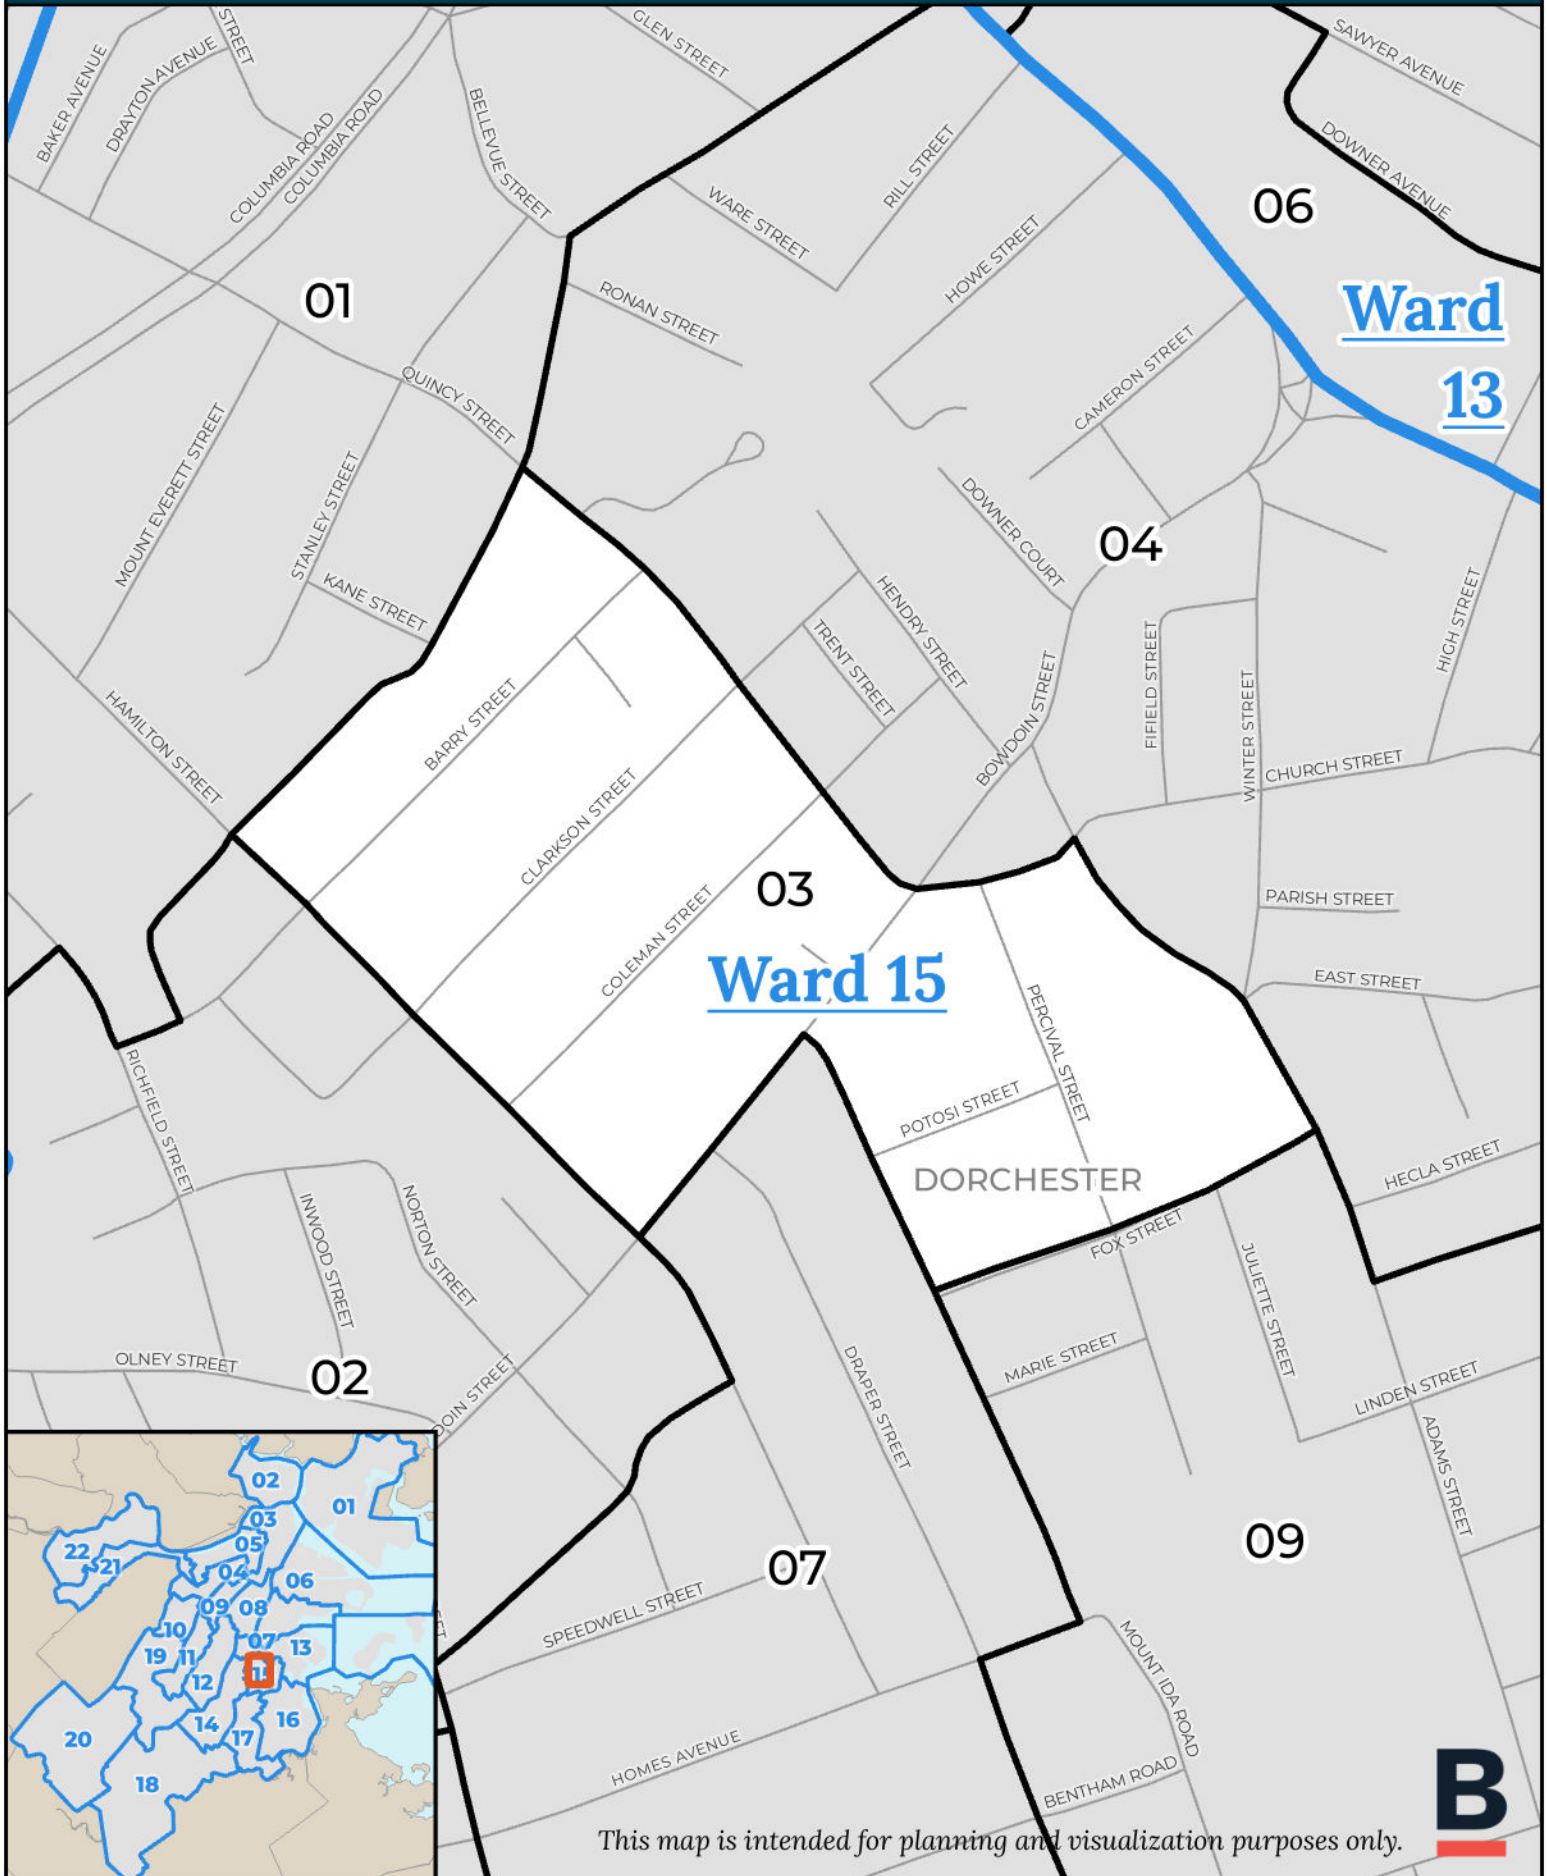 GLEN STREET
SAWYER AVENUE
STREET
BAKER AVENUE
DRAYTON AVENUE
COLUMBIA ROAD
COLUMBIA ROAD
BELLEVUE STREET
DOWNER AVENUE
RILL STREET
WARE STREET
06
HOWE STREET
01
RONAN STREET
Ward
13
CAMERON STREET
QUINCY STREET
MOUNT EVERETT STREET
STANLEY STREET
KANE STREET
DOWNER COURT
04
HENDRY STREET
TRENT STREET
FIFIELD STREET
HIGH STREET
BOWDOIN STREET
WINTER STREET
HAMILTON STREET
BARRY STREET
CHURCH STREET
CLARKSON STREET
03
COLEMAN STREET
PARISH STREET
Ward 15
EAST STREET
PERCIVAL STREET
RICHFIELD STREET
POTOSI STREET
DORCHESTER
HECLA STREET
INWOOD STREET
NORTON STREET
FOX STREET
JULIETTE STREET
OLNEY STREET
02
DOIN STREET
DRAPER STREET
MARIE STREET
LINDEN STREET
ADAMS STREET
07
09
SPEEDWELL STREET
ET
MOUNT IDA ROAD
HOMES AVENUE
BENTHAM ROAD
02
01
03
05
22
21
04
06
09
08
10
07
13
19
11
12
16
14
17
20
18
B
This map is intended for planning and visualization purposes only.